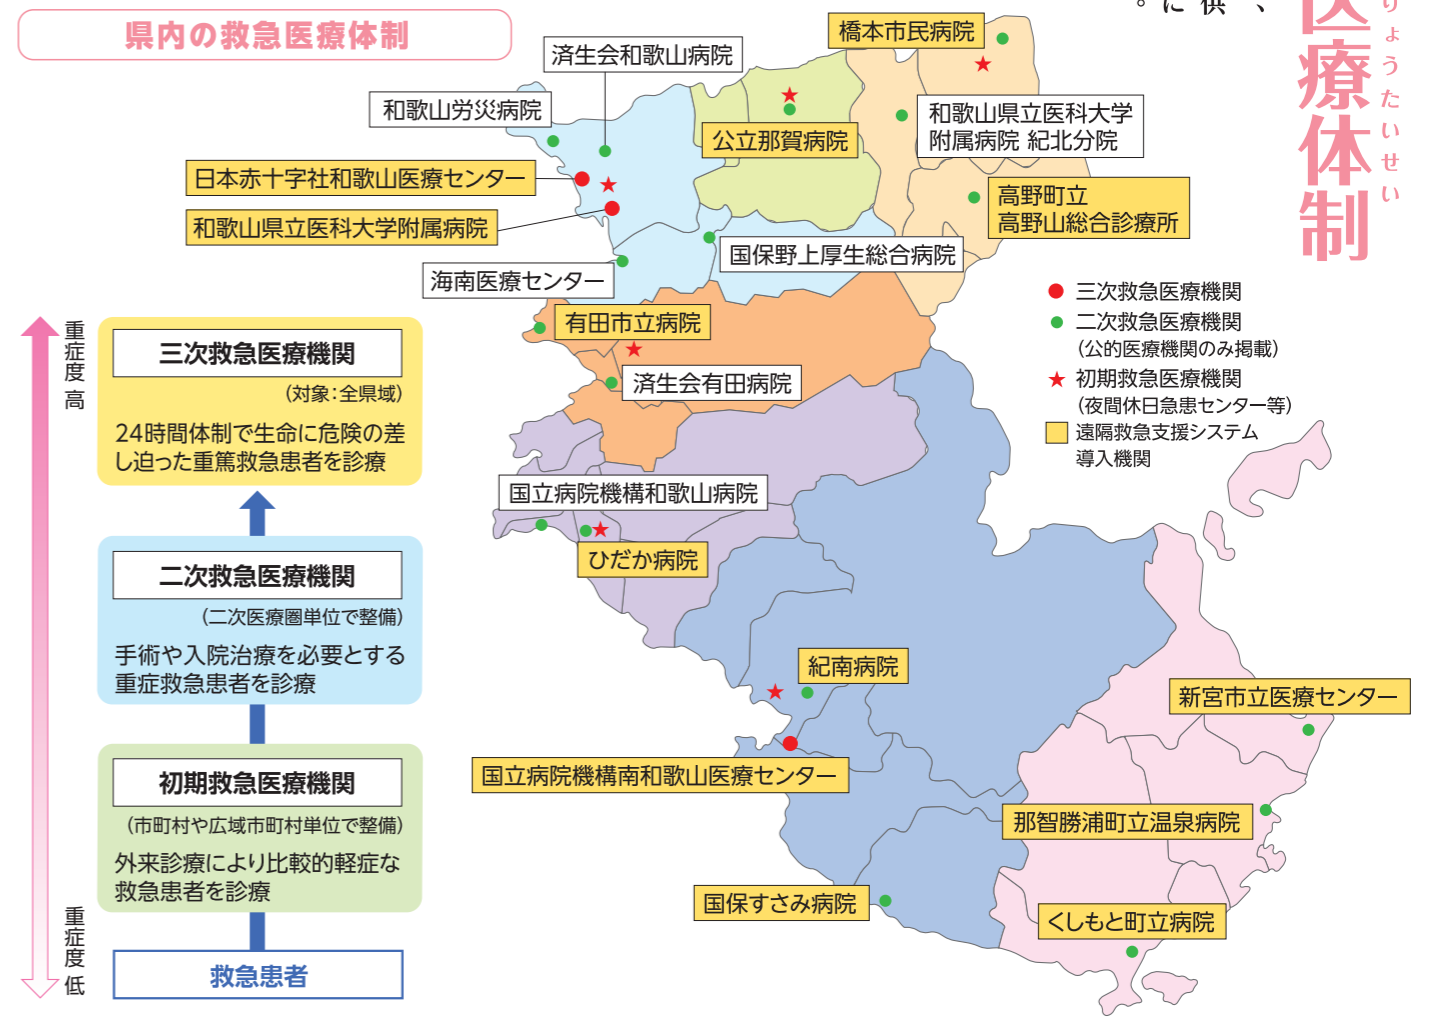 医療体制
りょうたいせい
、
供
に
。
県内の救急医療体制
済生会和歌山病院
和歌山労災病院
日本赤十字社和歌山医療センター
和歌山県立医科大学附属病院
海南医療センター
橋本市民病院
公立那賀病院
和歌山県立医科大学
附属病院 紀北分院
高野町立
高野山総合診療所
国保野上厚生総合病院
有田市立病院
済生会有田病院
国立病院機構和歌山病院
ひだか病院
紀南病院
国立病院機構南和歌山医療センター
国保すさみ病院
新宮市立医療センター
那智勝浦町立温泉病院
くしもと町立病院
三次救急医療機関
二次救急医療機関
(公的医療機関のみ掲載)
初期救急医療機関
(夜間休日急患センター等)
遠隔救急支援システム
導入機関
重症度 高
三次救急医療機関
(対象:全県域)
24時間体制で生命に危険の差
し迫った重篤救急患者を診療
二次救急医療機関
(二次医療圏単位で整備)
手術や入院治療を必要とする
重症救急患者を診療
初期救急医療機関
(市町村や広域市町村単位で整備)
外来診療により比較的軽症な
救急患者を診療
重症度 低
救急患者